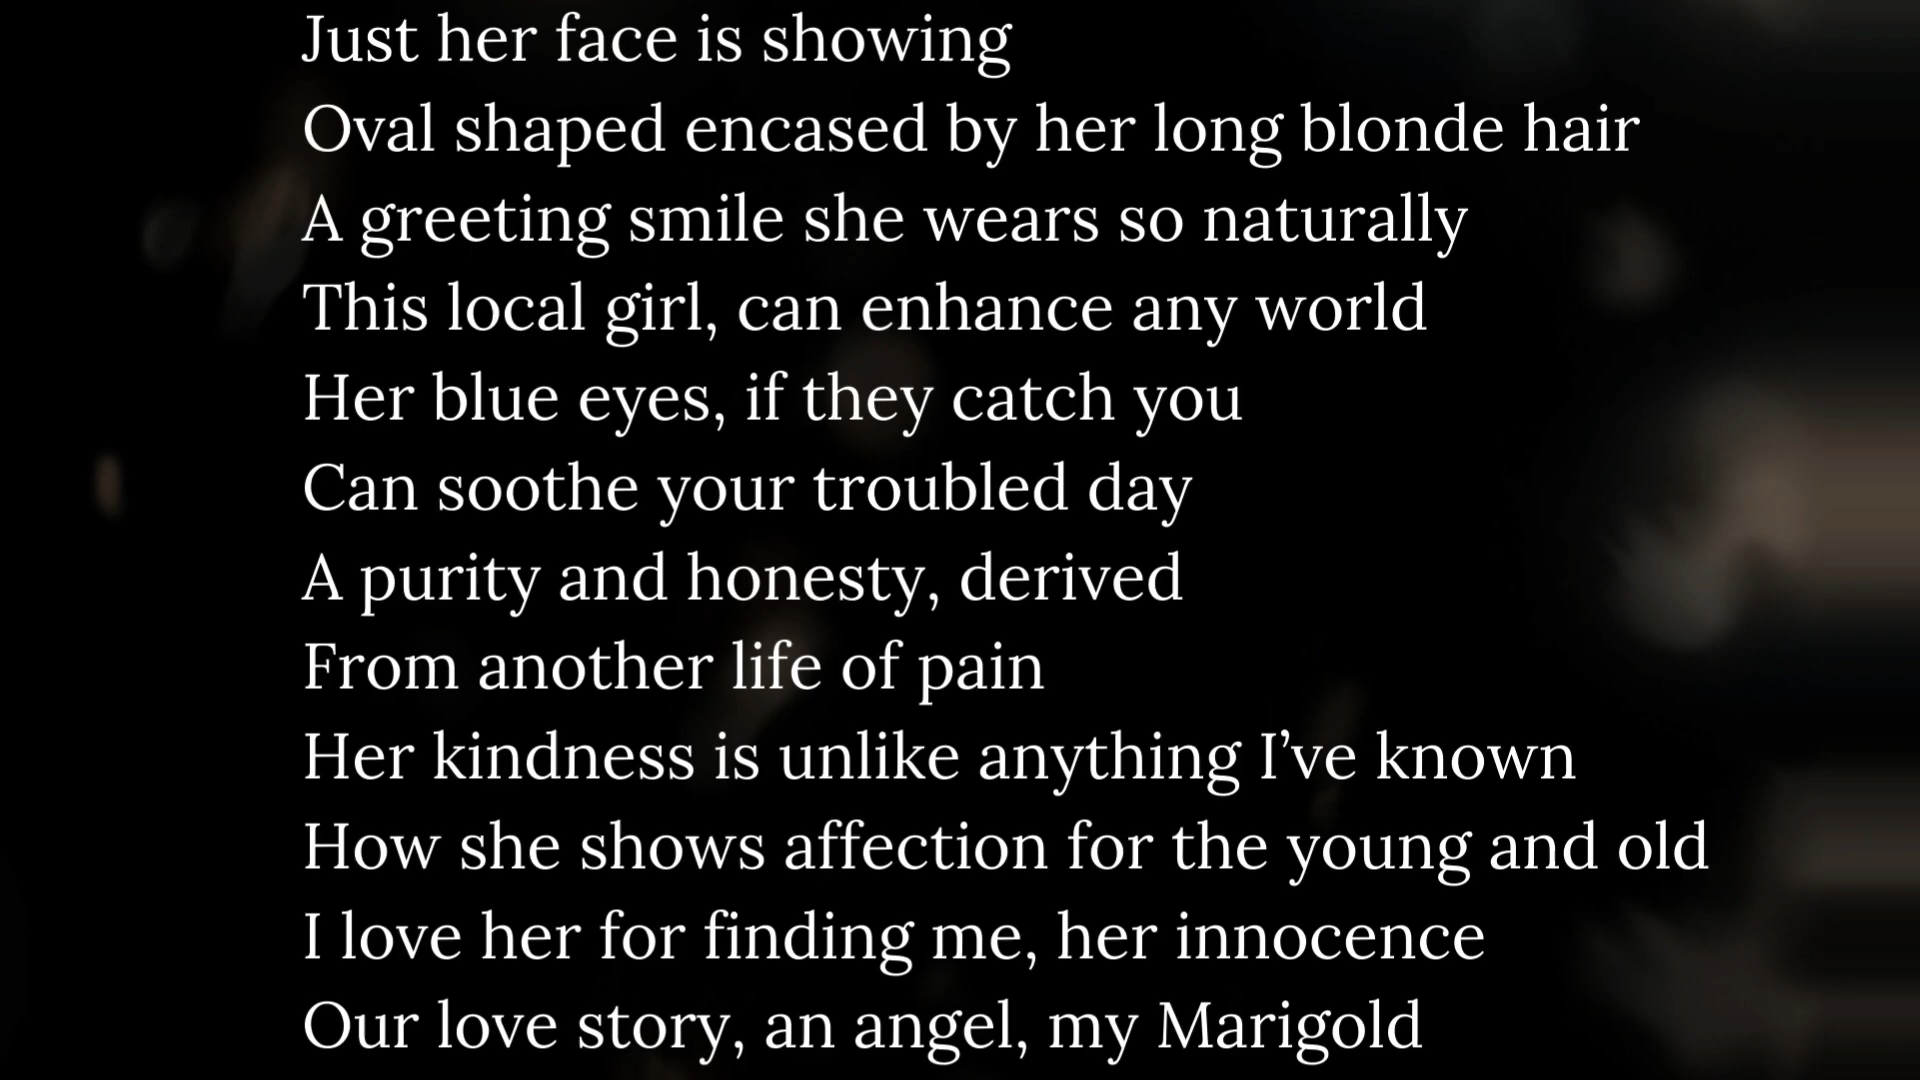 Just her face is showing
Oval shaped encased by her long blonde hair
A greeting smile she wears so naturally
This local girl, can enhance any world
Her blue eyes, if they catch you
Can soothe your troubled day
A purity and honesty, derived
From another life of pain
Her kindness is unlike anything I’ve known
How she shows affection for the young and old
I love her for finding me, her innocence
Our love story, an angel, my Marigold